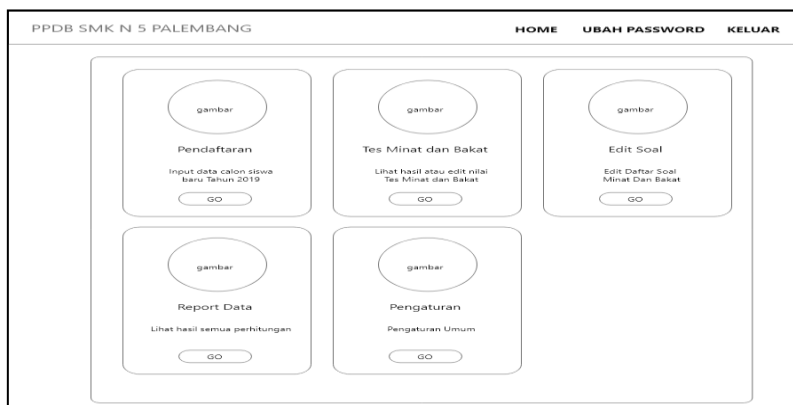 PPDB SMK N 5 PALEMBANG
HOME UBAH PASSWORD KELUAR
gambar
Pendaftaran
Input data calon siswa
baru Tahun 2019
GO
gambar
Tes Minat dan Bakat
Lihat hasil atau edit nilai
Tes Minat dan Bakat
GO
gambar
Edit Soal
Edit Daftar Soal
Minat Dan Bakat
GO
gambar
Report Data
Lihat hasil semua perhitungan
GO
gambar
Pengaturan
Pengaturan Umum
GO